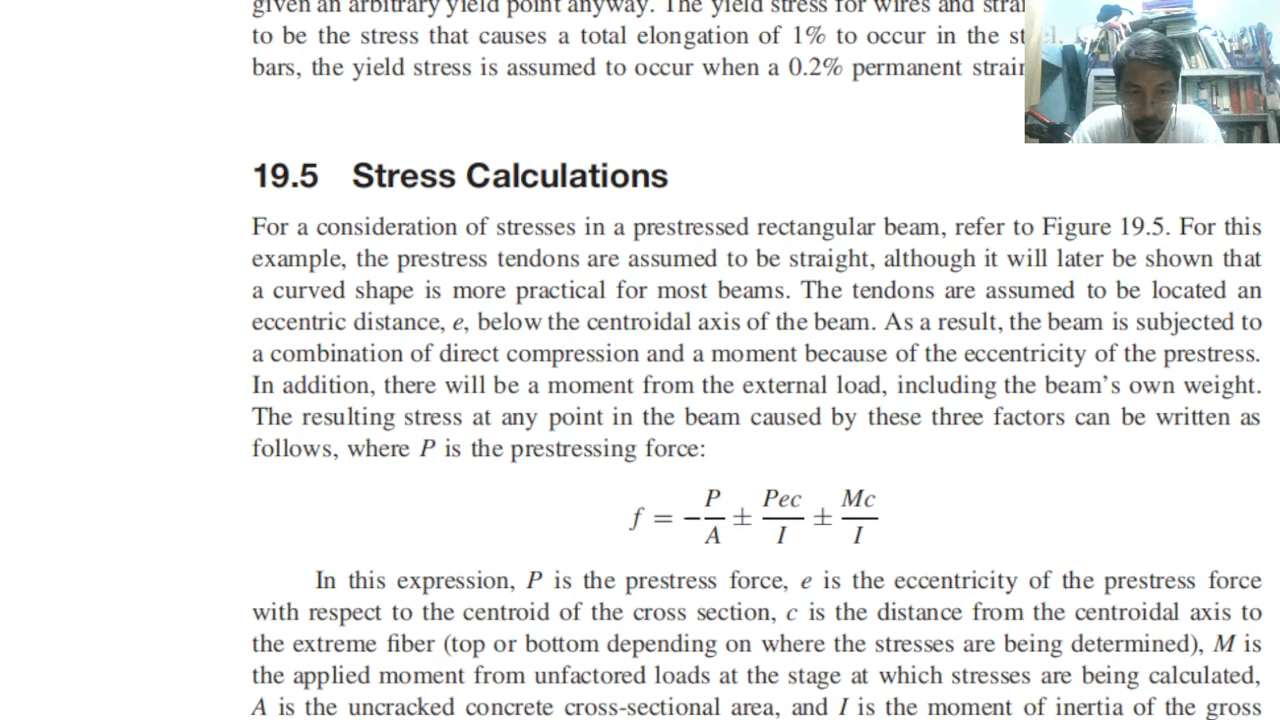 given an arbitrary yield point anyway. The yield stress for wires and
to be the stress that causes a total elongation of 1% to occur in the
bars, the yield stress is assumed to occur when a 0.2% permanent
19.5 Stress Calculations
For a consideration of stresses in a prestressed rectangular beam, refer to Figure 19.5. For this
example, the prestress tendons are assumed to be straight, although it will later be shown that
a curved shape is more practical for most beams. The tendons are assumed to be located an
eccentric distance, e, below the centroidal axis of the beam. As a result, the beam is subjected to
a combination of direct compression and a moment because of the eccentricity of the prestress.
In addition, there will be a moment from the external load, including the beam's own weight.
The resulting stress at any point in the beam caused by these three factors can be written as
follows, where P is the prestressing force:
f = −P/A ± Pec/I ± Mc/I
In this expression, P is the prestress force, e is the eccentricity of the prestress force
with respect to the centroid of the cross section, c is the distance from the centroidal axis to
the extreme fiber (top or bottom depending on where the stresses are being determined), M is
the applied moment from unfactored loads at the stage at which stresses are being calculated,
A is the uncracked concrete cross-sectional area, and I is the moment of inertia of the gross